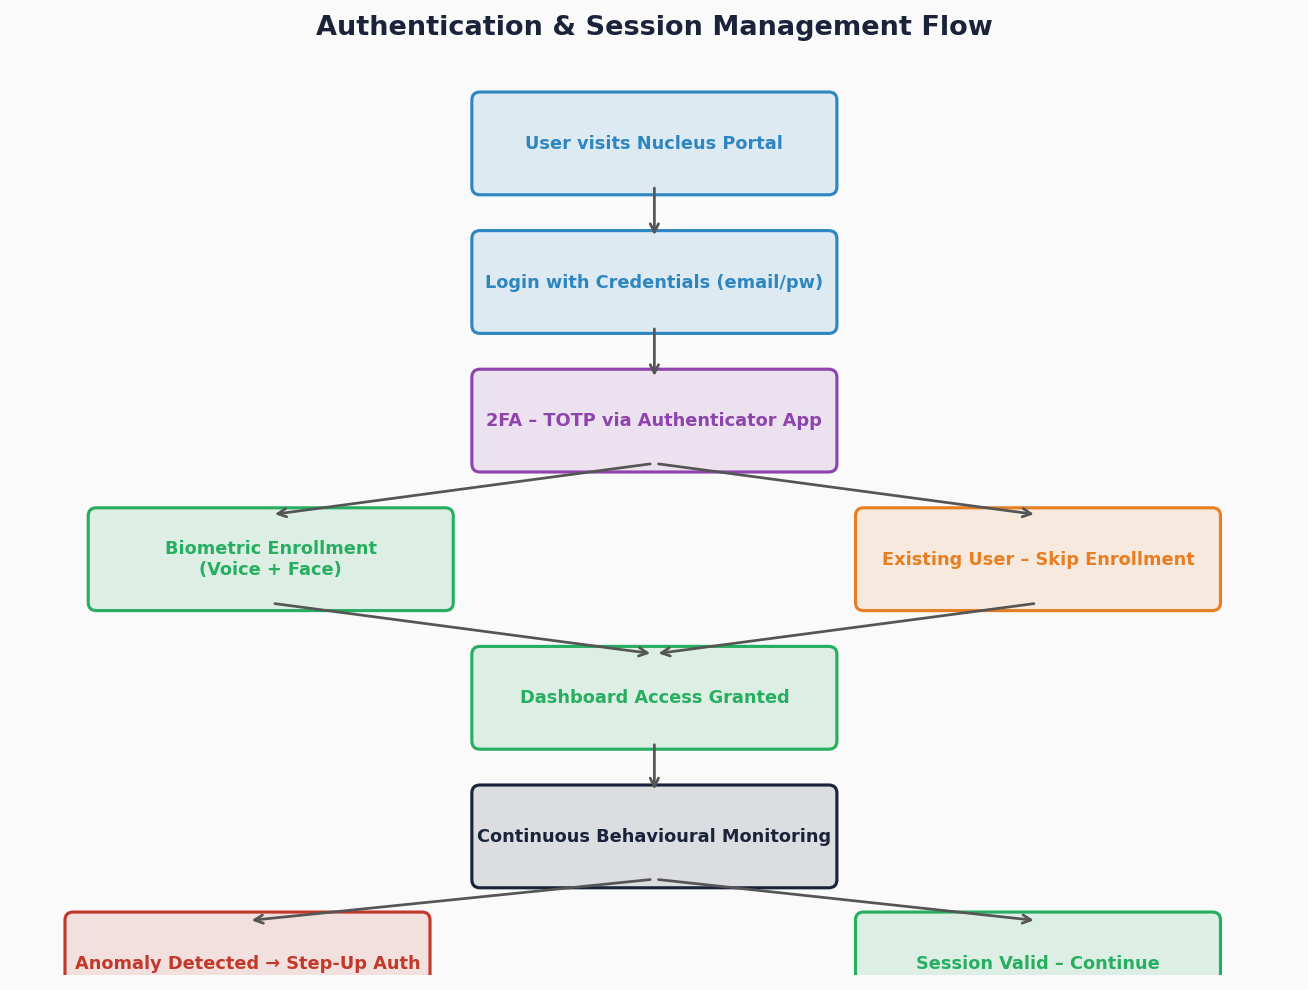 Authentication & Session Management Flow
User visits Nucleus Portal
Login with Credentials (email/pw)
2FA – TOTP via Authenticator App
Biometric Enrollment
(Voice + Face)
Existing User – Skip Enrollment
Dashboard Access Granted
Continuous Behavioural Monitoring
Anomaly Detected → Step-Up Auth
Session Valid – Continue